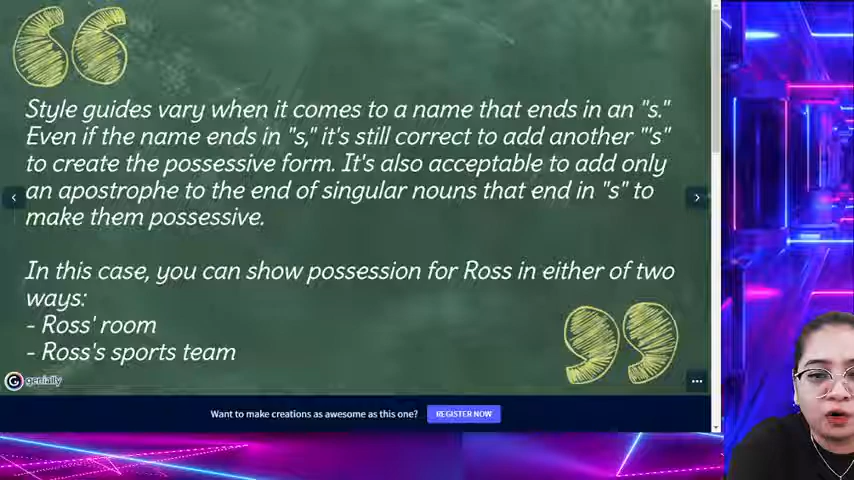 Style guides vary when it comes to a name that ends in an "s."
Even if the name ends in "s," it's still correct to add another "'s"
to create the possessive form. It's also acceptable to add only
an apostrophe to the end of singular nouns that end in "s" to
make them possessive.
In this case, you can show possession for Ross in either of two
ways:
- Ross' room
- Ross's sports team
genially
Want to make creations as awesome as this one? REGISTER NOW